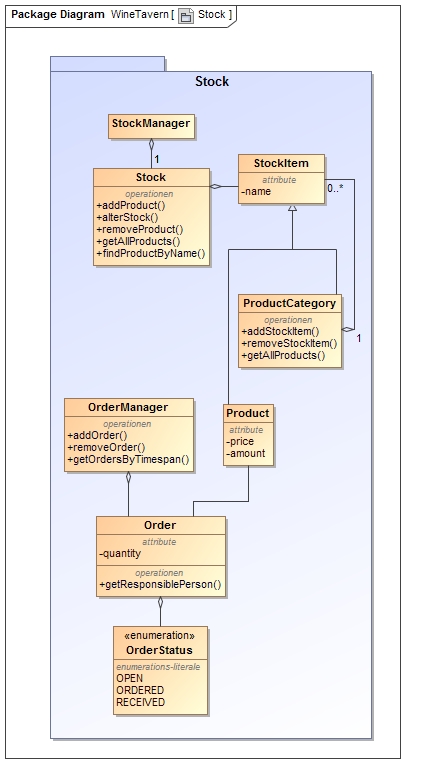 Package Diagram WineTavern [ Stock ]
Stock
StockManager
1
Stock
operationen
+addProduct()
+alterStock()
+removeProduct()
+getAllProducts()
+findProductByName()
StockItem
attribute
-name
0..*
ProductCategory
operationen
+addStockItem()
+removeStockItem()
+getAllProducts()
1
OrderManager
operationen
+addOrder()
+removeOrder()
+getOrdersByTimespan()
Product
attribute
-price
-amount
Order
attribute
-quantity
operationen
+getResponsiblePerson()
«enumeration»
OrderStatus
enumerations-literale
OPEN
ORDERED
RECEIVED